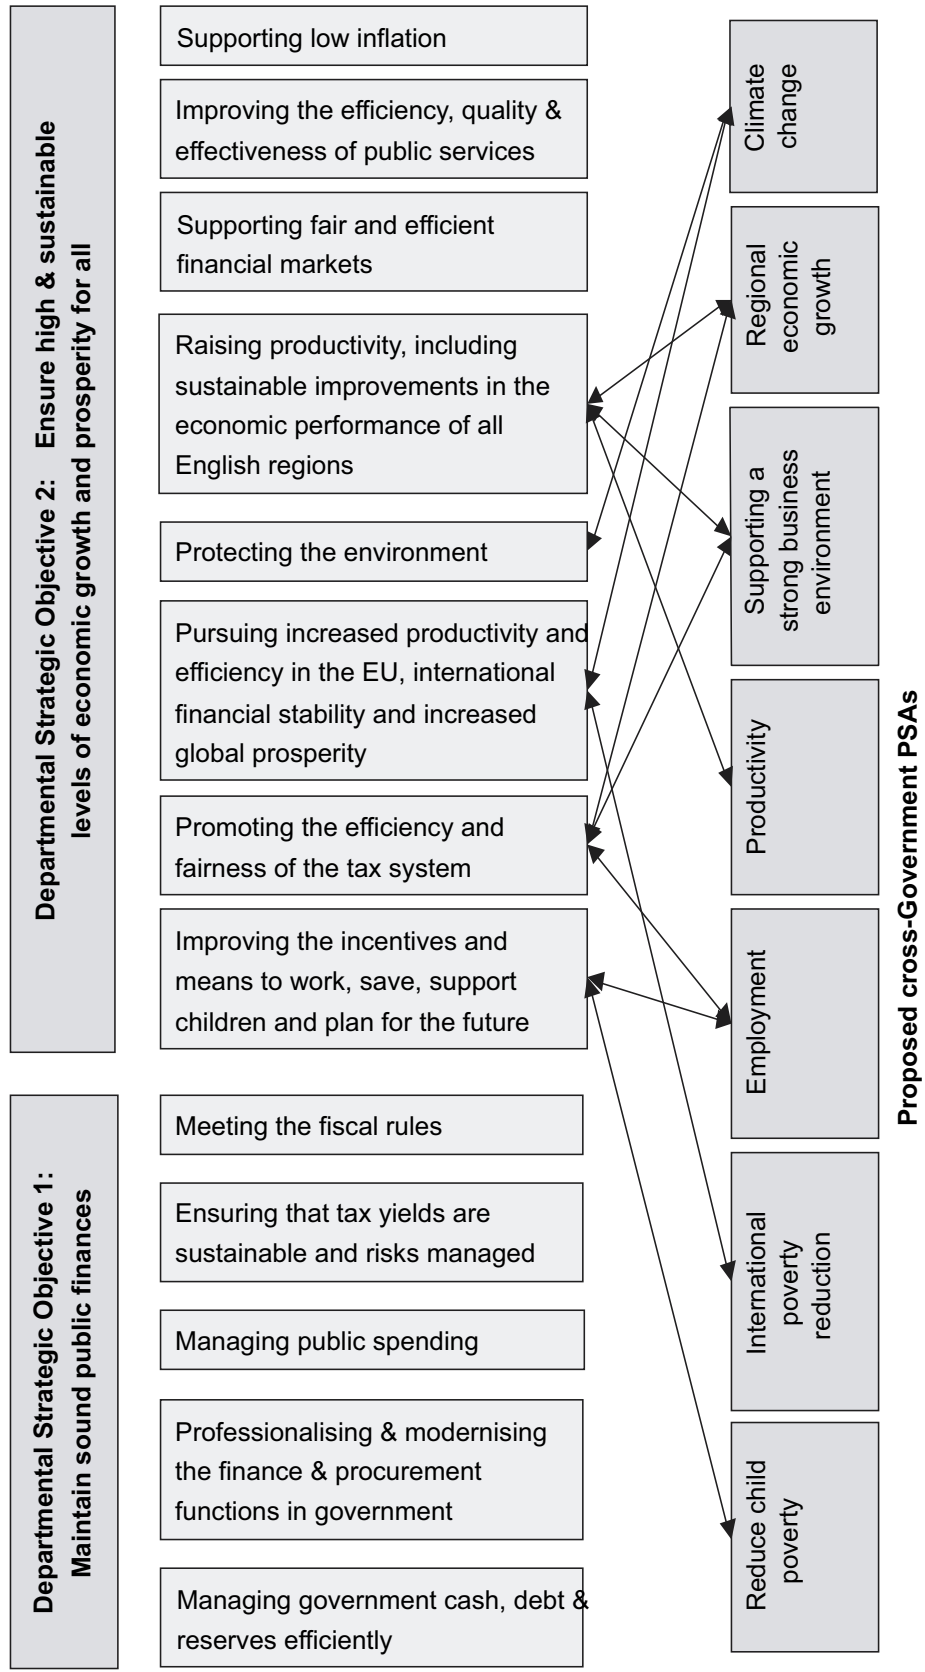 Departmental Strategic Objective 2: Ensure high & sustainable
levels of economic growth and prosperity for all
Supporting low inflation
Improving the efficiency, quality &
effectiveness of public services
Supporting fair and efficient
financial markets
Raising productivity, including
sustainable improvements in the
economic performance of all
English regions
Protecting the environment
Pursuing increased productivity and
efficiency in the EU, international
financial stability and increased
global prosperity
Promoting the efficiency and
fairness of the tax system
Improving the incentives and
means to work, save, support
children and plan for the future
Departmental Strategic Objective 1:
Maintain sound public finances
Meeting the fiscal rules
Ensuring that tax yields are
sustainable and risks managed
Managing public spending
Professionalising & modernising
the finance & procurement
functions in government
Managing government cash, debt &
reserves efficiently
Climate
change
Regional
economic
growth
Supporting a
strong business
environment
Productivity
Employment
International
poverty
reduction
Reduce child
poverty
Proposed cross-Government PSAs